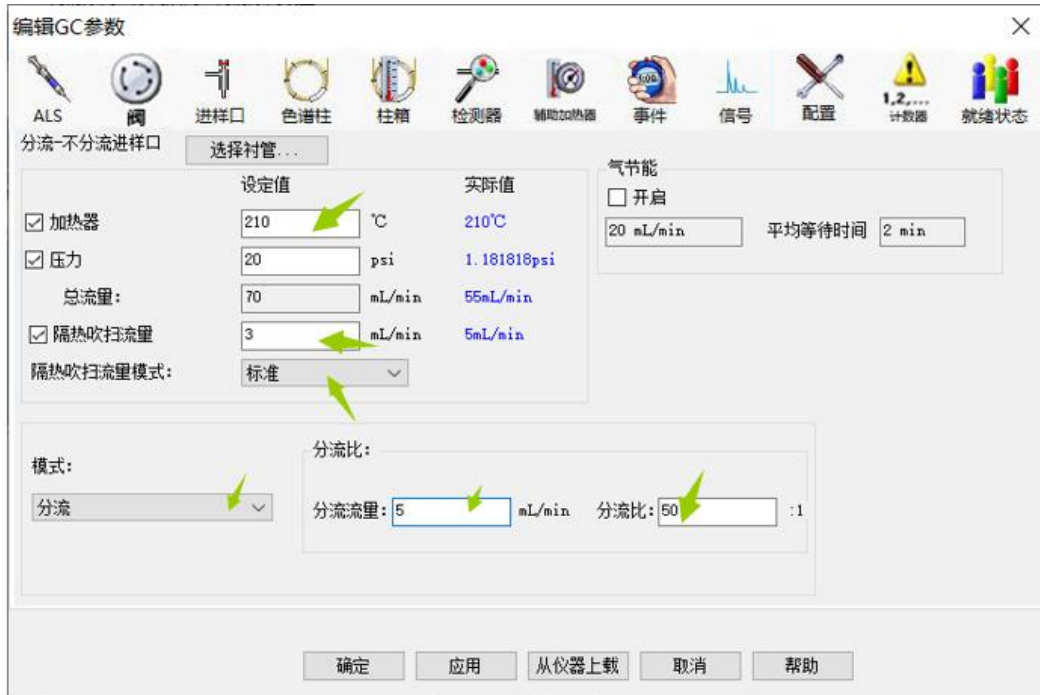 编辑GC参数
ALS 阀 进样口 色谱柱 柱箱 检测器 辅助加热器 事件 信号 配置 1,2,.... 计数器 就绪状态
分流-不分流进样口 选择衬管...
设定值 实际值
加热器 210 ℃ 210℃
压力 20 psi 1.181818psi
总流量: 70 mL/min 55mL/min
隔热吹扫流量 3 mL/min 5mL/min
隔热吹扫流量模式: 标准
气节能
开启
20 mL/min 平均等待时间 2 min
模式:
分流
分流比:
分流流量: 5 mL/min 分流比: 50 :1
确定 应用 从仪器上载 取消 帮助